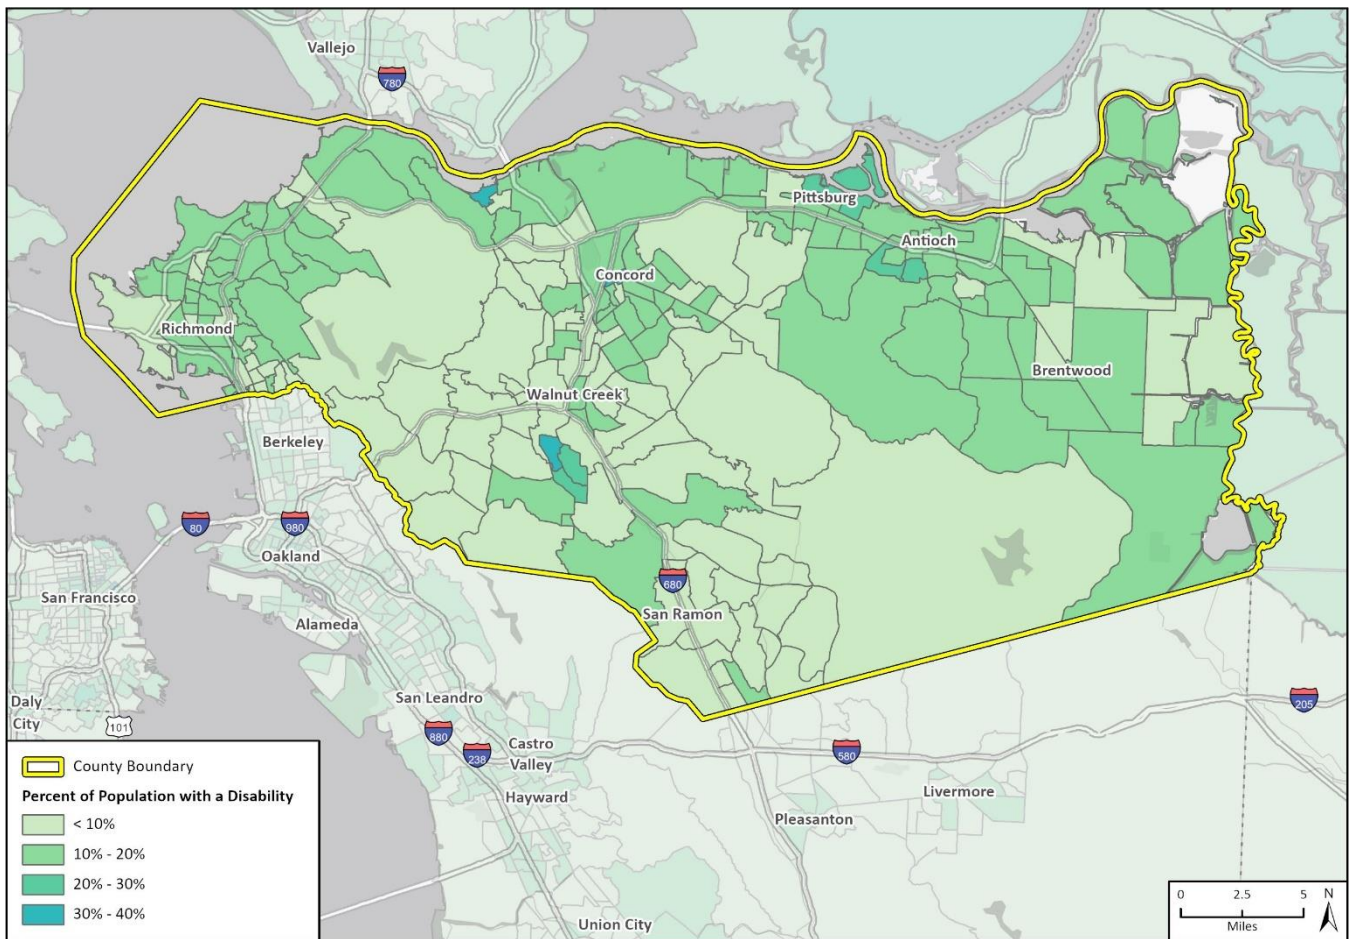 Vallejo
780
Pittsburg
Antioch
Concord
Richmond
Brentwood
Walnut Creek
Berkeley
80
980
Oakland
680
San Francisco
San Ramon
Alameda
San Leandro
Daly
City
101
880
238
Castro
Valley
580
205
Hayward
Livermore
Pleasanton
Union City
County Boundary
Percent of Population with a Disability
< 10%
10% - 20%
20% - 30%
30% - 40%
0 2.5 5 N
Miles